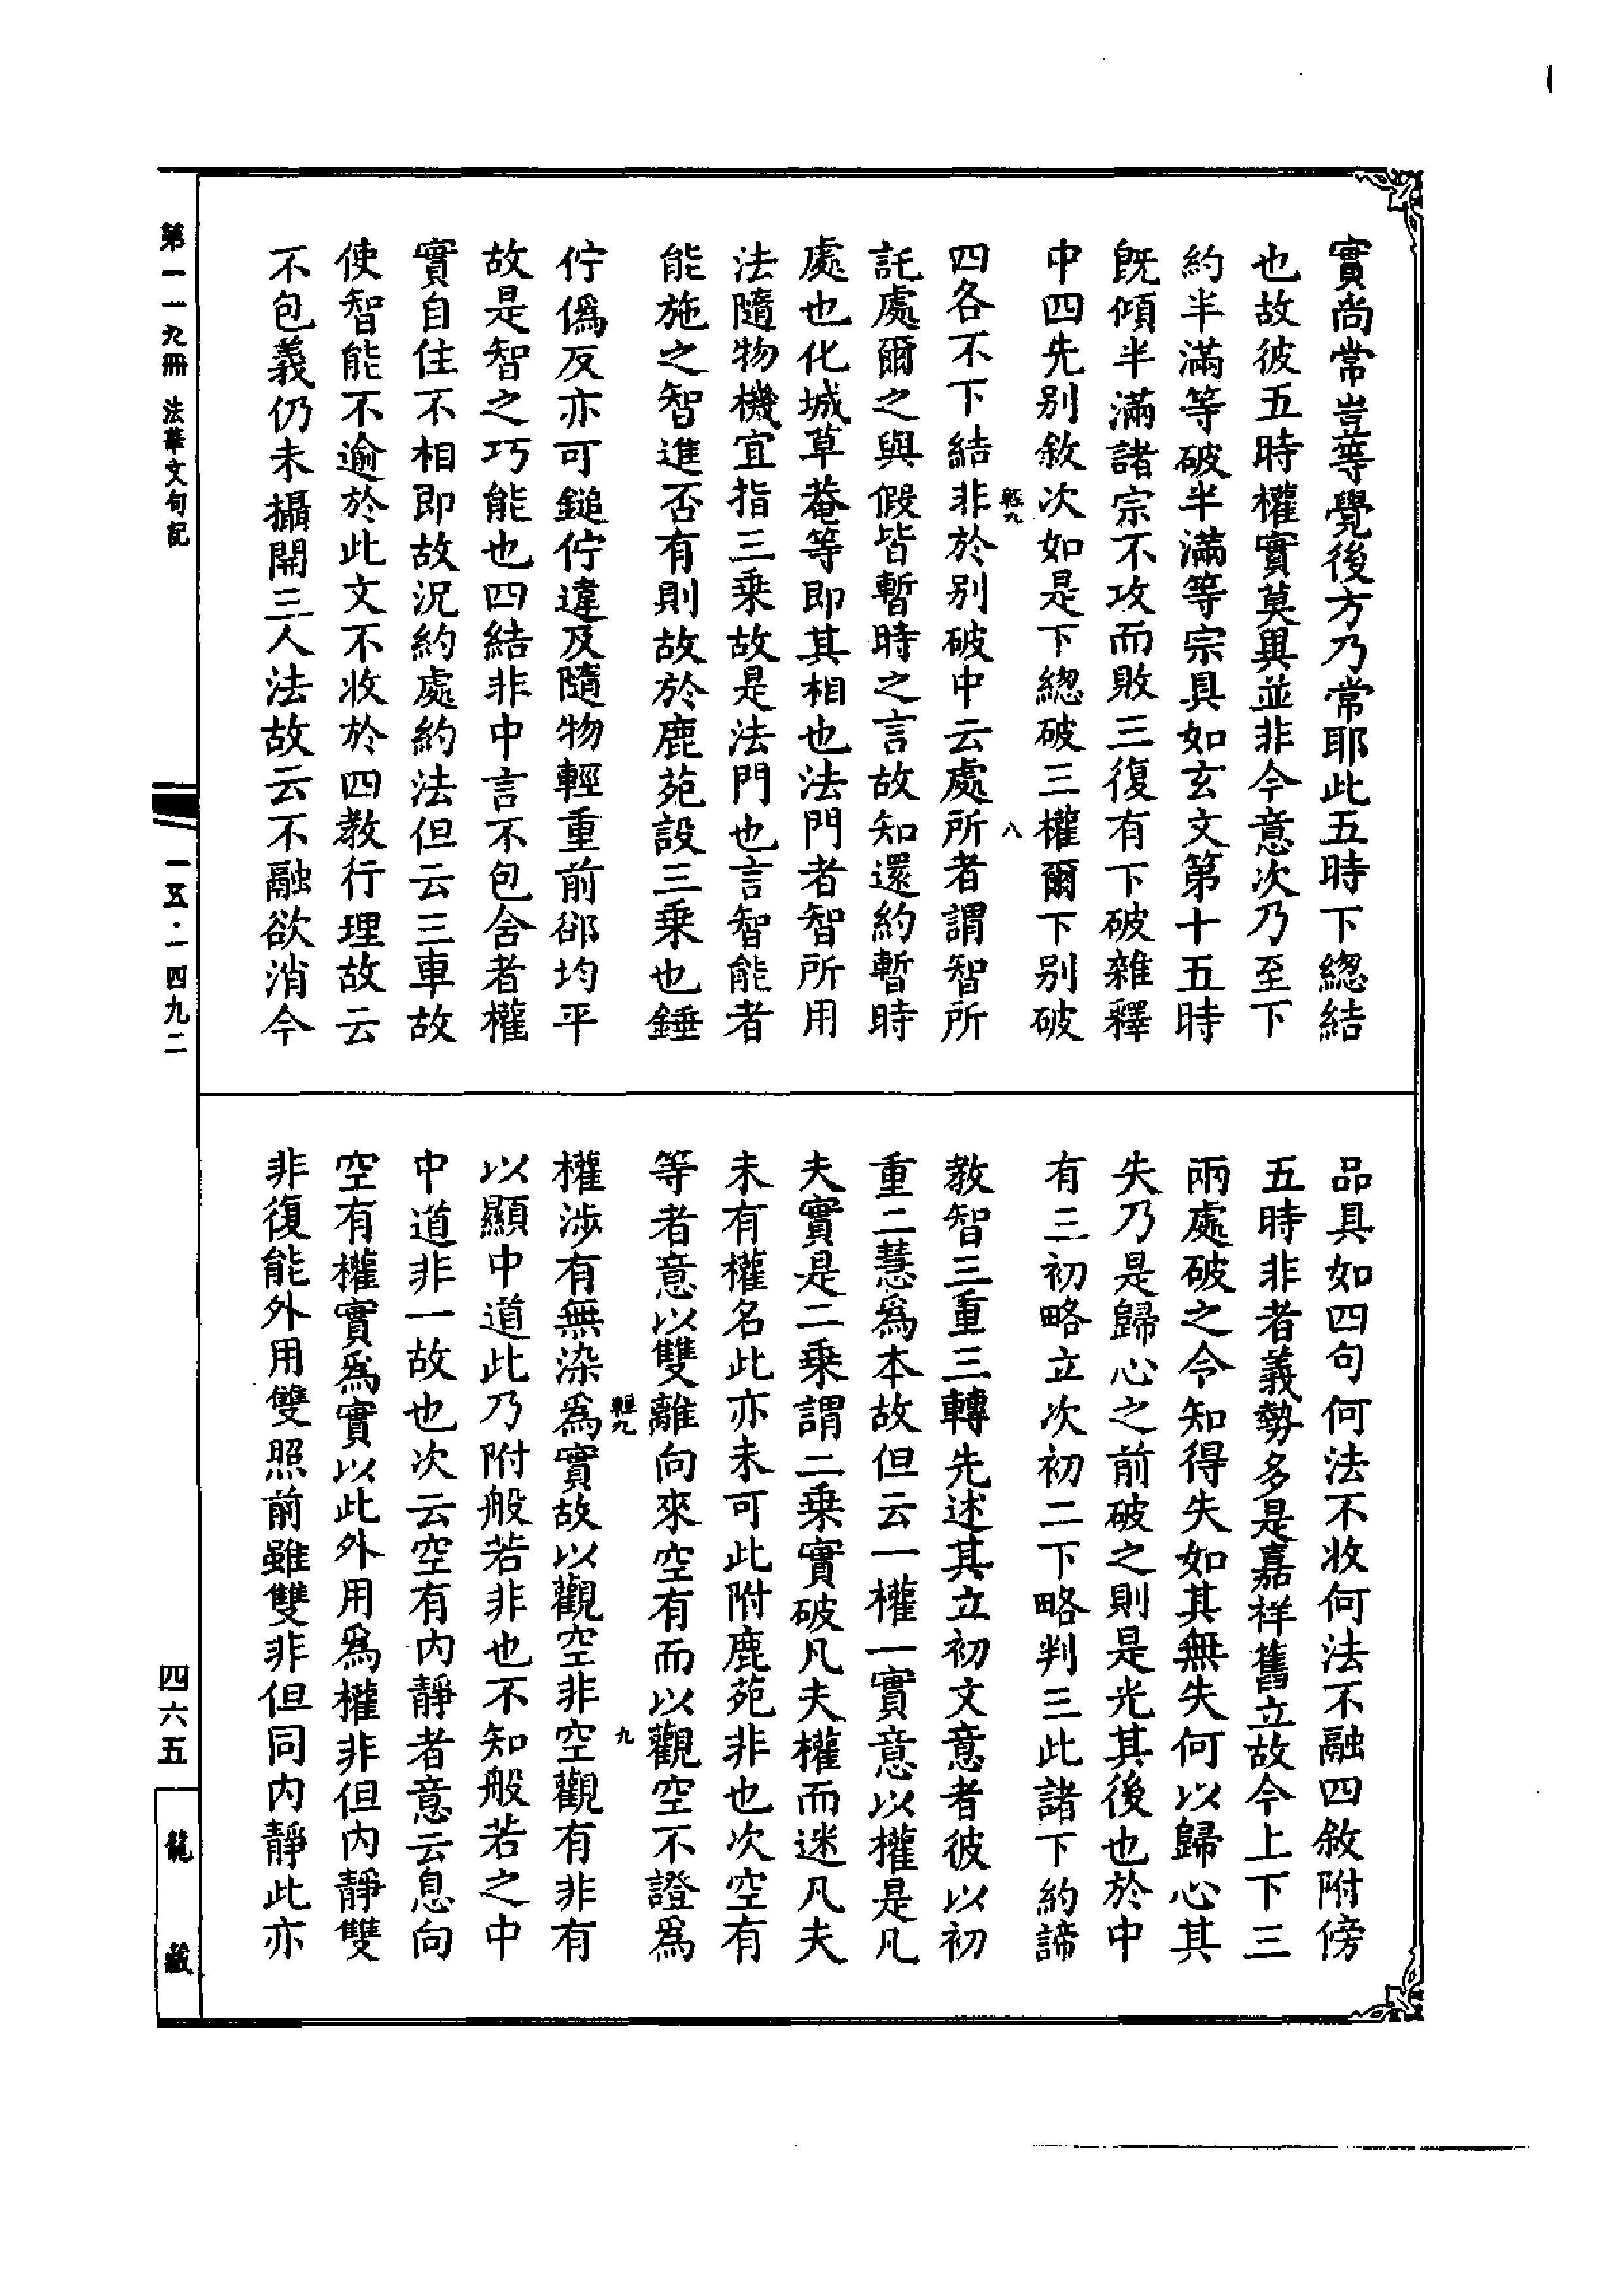 實尚常豈等覺後方乃常耶此五時下總結
也故彼五時權實莫異並非今意次乃至下
約半滿等破半滿等宗具如玄文第十五時
既傾半滿諸宗不攻而敗三復有下破雜釋
中四先別敘次如是下總破三權爾下別破
輕九
八
四各不下結非於別破中云處所者謂智所
託處爾之與假皆暫時之言故知還約暫時
處也化城草菴等即其相也法門者智所用
法隨物機宜指三乘故是法門也言智能者
能施之智進否有則故於鹿苑設三乘也錘
佇僞反亦可鎚佇違及隨物輕重前郤均平
故是智之巧能也四結非中言不包含者權
實自住不相即故況約處約法但云三車故
使智能不逾於此文不收於四教行理故云
不包義仍未攝開三人法故云不融欲消今
品具如四句何法不收何法不融四敘附傍
五時非者義勢多是嘉祥舊立故今上下三
兩處破之令知得失如其無失何以歸心其
失乃是歸心之前破之則是光其後也於中
有三初略立次初二下略判三此諸下約諦
教智三重三轉先述其立初文意者彼以初
重二慧爲本故但云一權一實意以權是凡
夫實是二乘謂二乘實破凡夫權而迷凡夫
未有權名此亦未可此附鹿苑非也次空有
等者意以雙離向來空有而以觀空不證爲
輕九
九
權涉有無染爲實故以觀空非空觀有非有
以顯中道此乃附般若非也不知般若之中
中道非一故也次云空有内靜者意云息向
空有權實爲實以此外用爲權非但内靜雙
非復能外用雙照前雖雙非但同内靜此亦
第一一九冊 法華文句記
一五·一四九二
四六五
龍藏